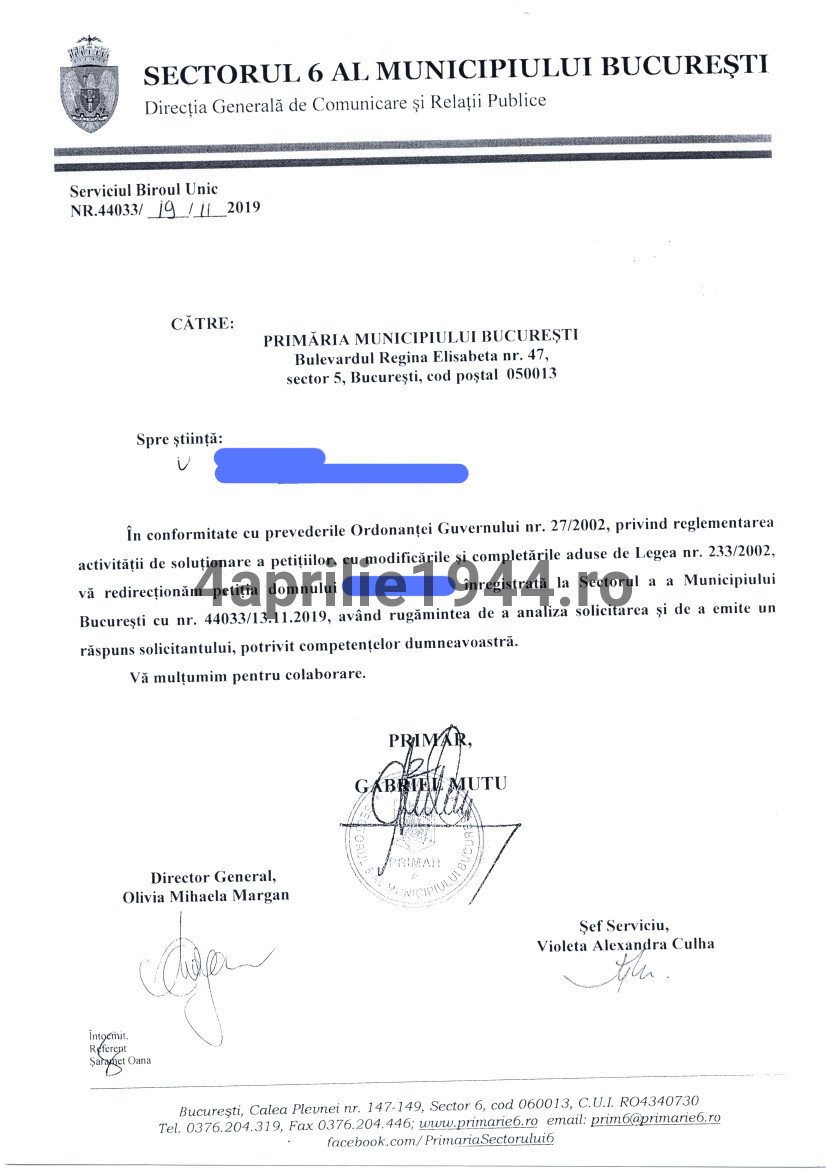 SECTORUL 6 AL MUNICIPIULUI BUCUREŞTI
Direcţia Generală de Comunicare şi Relaţii Publice
Serviciul Biroul Unic
NR.44033/ 19 / 11 2019
CĂTRE:
PRIMĂRIA MUNICIPIULUI BUCUREŞTI
Bulevardul Regina Elisabeta nr. 47,
sector 5, Bucureşti, cod poştal 050013
Spre ştiinţă:
În conformitate cu prevederile Ordonanţei Guvernului nr. 27/2002, privind reglementarea
activităţii de soluţionare a petiţiilor, cu modificările şi completările aduse de Legea nr. 233/2002,
vă redirecţionăm petiţia domnului înregistrată la Sectorul a a Municipiului
4aprilie1944.ro
Bucureşti cu nr. 44033/13.11.2019, având rugămintea de a analiza solicitarea şi de a emite un
răspuns solicitantului, potrivit competenţelor dumneavoastră.
Vă mulţumim pentru colaborare.
PRIMAR,
GABRIEL MUTU
SECTORUL 6 AL MUNICIPIULUI BUCUREŞTI
PRIMAR
Director General,
Olivia Mihaela Margan
Şef Serviciu,
Violeta Alexandra Culha
Întocmit,
Referent
Şaramet Oana
Bucureşti, Calea Plevnei nr. 147-149, Sector 6, cod 060013, C.U.I. RO4340730
Tel. 0376.204.319, Fax 0376.204.446; www.primarie6.ro email: prim6@primarie6.ro
facebook.com/PrimariaSectorului6